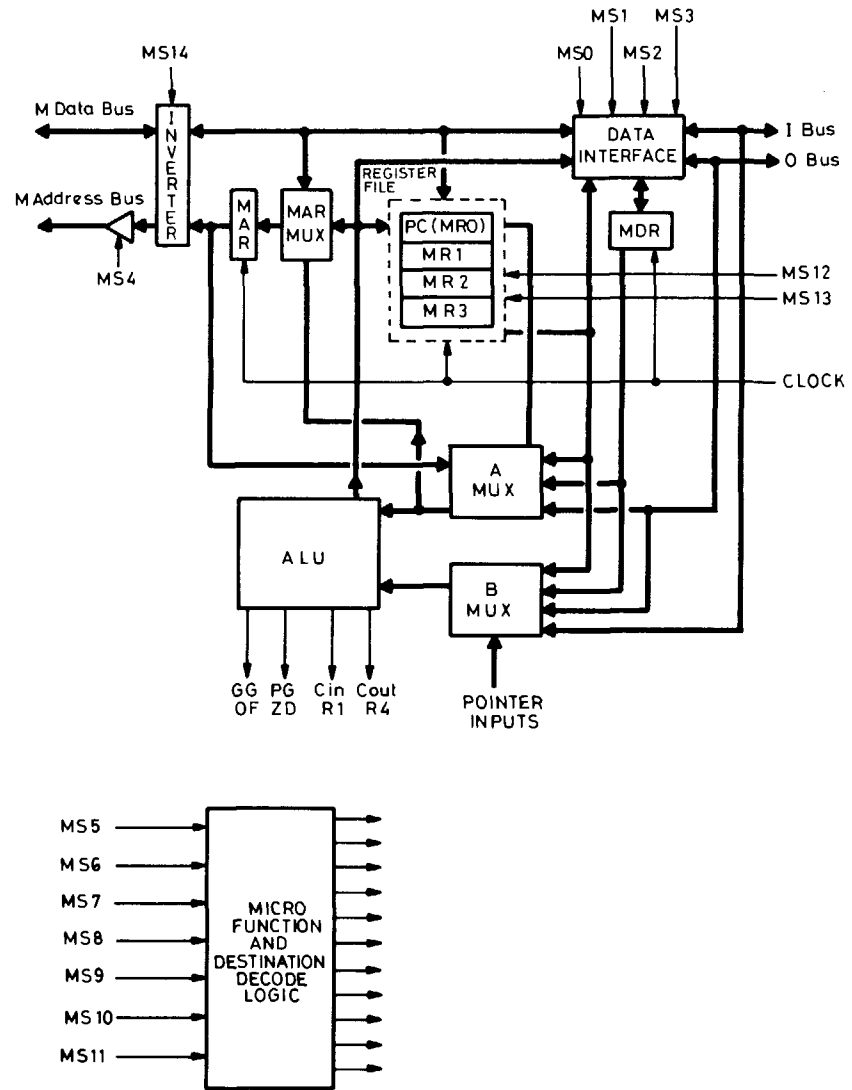 MS1
MS3
MS14
MS0
MS2
M Data Bus
INVERTER
DATA
INTERFACE
I Bus
O Bus
REGISTER
FILE
M Address Bus
MAR
MAR
MUX
PC (MR0)
MR1
MR2
MR3
MDR
MS4
MS12
MS13
CLOCK
A
MUX
ALU
B
MUX
GG PG Cin Cout
OF ZD R1 R4
POINTER
INPUTS
MS5
MS6
MS7
MS8
MS9
MS10
MS11
MICRO
FUNCTION
AND
DESTINATION
DECODE
LOGIC